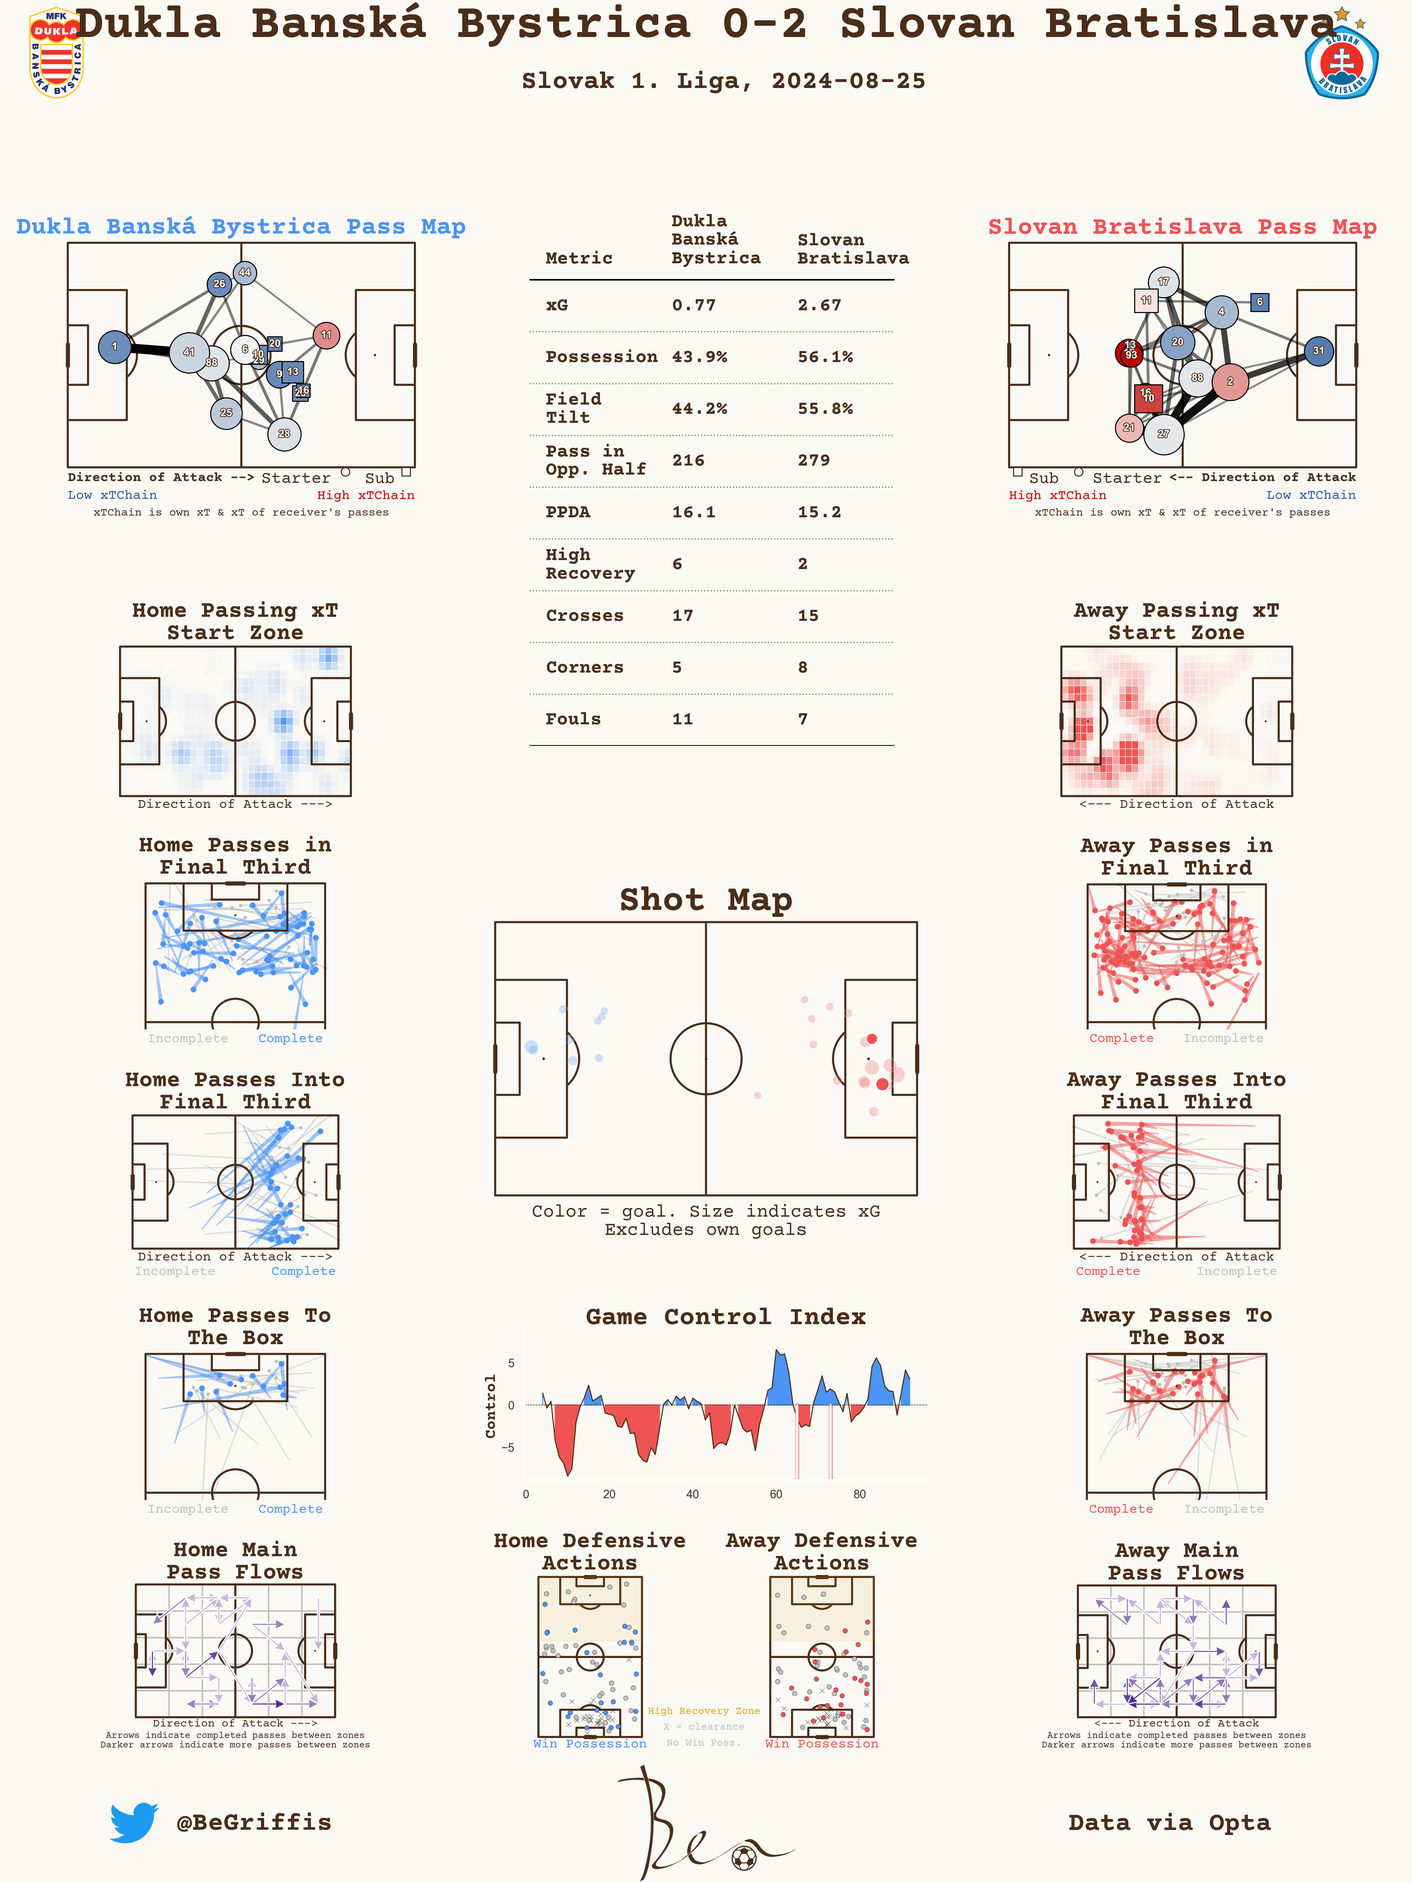 Dukla Banská Bystrica 0-2 Slovan Bratislava
Slovak 1. Liga, 2024-08-25
MFK
DUKLA
BANSKÁ BYSTRICA
SLOVAN
BRATISLAVA
Dukla Banská Bystrica Pass Map
26
44
1
41
88
6
10
20
11
9
13
16
25
28
Direction of Attack --> Starter Sub
Low xTChain High xTChain
xTChain is own xT & xT of receiver's passes
Metric Dukla Banská Bystrica Slovan Bratislava
xG 0.77 2.67
Possession 43.9% 56.1%
Field Tilt 44.2% 55.8%
Pass in Opp. Half 216 279
PPDA 16.1 15.2
High Recovery 6 2
Crosses 17 15
Corners 5 8
Fouls 11 7
Slovan Bratislava Pass Map
17
11
4
6
20
13
93
31
88
2
16
10
21
27
Sub Starter <-- Direction of Attack
High xTChain Low xTChain
xTChain is own xT & xT of receiver's passes
Home Passing xT
Start Zone
Direction of Attack --->
Away Passing xT
Start Zone
<--- Direction of Attack
Home Passes in
Final Third
Incomplete Complete
Away Passes in
Final Third
Complete Incomplete
Shot Map
Color = goal. Size indicates xG
Excludes own goals
Home Passes Into
Final Third
Direction of Attack --->
Incomplete Complete
Away Passes Into
Final Third
<--- Direction of Attack
Complete Incomplete
Home Passes To
The Box
Incomplete Complete
Game Control Index
Control
5
0
−5
0 20 40 60 80
Away Passes To
The Box
Complete Incomplete
Home Main
Pass Flows
Direction of Attack --->
Arrows indicate completed passes between zones
Darker arrows indicate more passes between zones
Home Defensive
Actions
Win Possession
Away Defensive
Actions
Win Possession
High Recovery Zone
X = clearance
No Win Poss.
Away Main
Pass Flows
<--- Direction of Attack
Arrows indicate completed passes between zones
Darker arrows indicate more passes between zones
@BeGriffis
Ben
Data via Opta